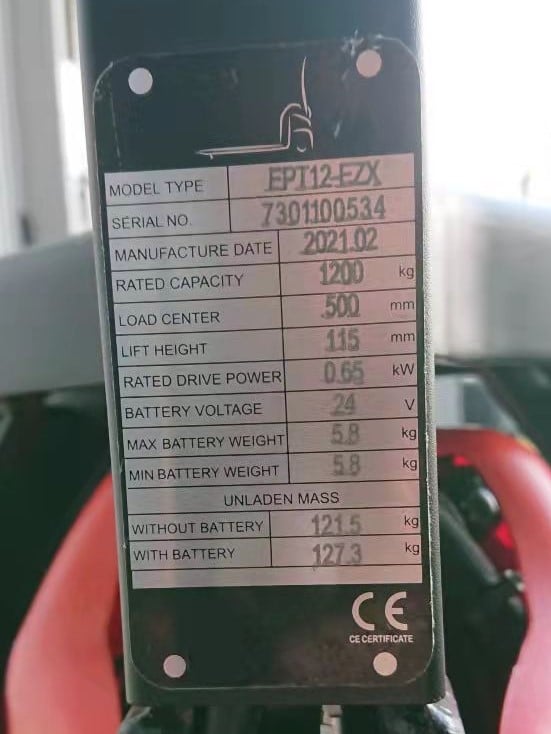 MODEL TYPE EPT12-EZX
SERIAL NO. 7301100534
MANUFACTURE DATE 2021.02
RATED CAPACITY 1200 kg
LOAD CENTER 500 mm
LIFT HEIGHT 115 mm
RATED DRIVE POWER 0.65 kW
BATTERY VOLTAGE 24 V
MAX BATTERY WEIGHT 5.8 kg
MIN BATTERY WEIGHT 5.8 kg
UNLADEN MASS
WITHOUT BATTERY 121.5 kg
WITH BATTERY 127.3 kg
CE
CE CERTIFICATE